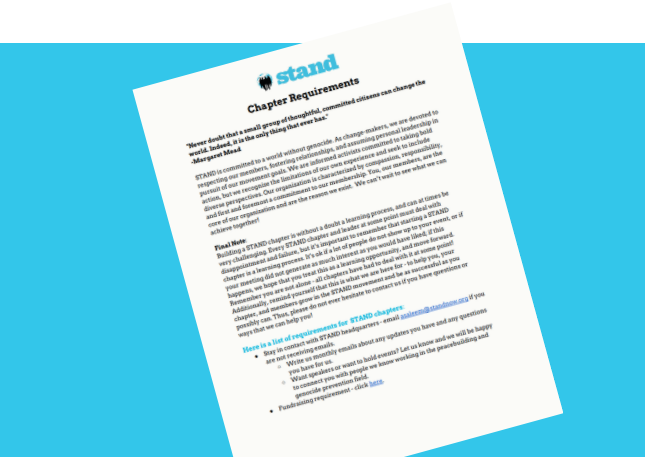 stand
Chapter Requirements
"Never doubt that a small group of thoughtful, committed citizens can change the
world. Indeed, it is the only thing that ever has."
-Margaret Mead
STAND is committed to a world without genocide. As change-makers, we are devoted to
respecting our members, fostering relationships, and assuming personal leadership in
pursuit of our movement goals. We are informed activists committed to taking bold
action, but we recognize the limitations of our own experience and seek to include
diverse perspectives. Our organization is characterized by compassion, responsibility,
and first and foremost a commitment to our membership. You, our members, are the
core of our organization and are the reason we exist. We can't wait to see what we can
achieve together!
Final Note:
Building a STAND chapter is without a doubt a learning process, and can at times be
very challenging. Every STAND chapter and leader at some point must deal with
disappointment and failure, but it's important to remember that starting a STAND
chapter is a learning process. It's ok if a lot of people do not show up to your event, or if
your meeting did not generate as much interest as you would have liked, if this
happens, we hope that you treat this as a learning opportunity, and move forward.
Remember you are not alone - all chapters have had to deal with it at some point!
Additionally, remind yourself that this is what we are here for - to help you, your
chapter, and members grow in the STAND movement and be as successful as you
possibly can. Thus, please do not ever hesitate to contact us if you have questions or
ways that we can help you!
Here is a list of requirements for STAND chapters:
• Stay in contact with STAND headquarters - email @standnow.org if you
are not receiving emails.
○ Write us monthly emails about any updates you have and any questions
you have for us.
○ Want speakers or want to hold events? Let us know and we will be happy
to connect you with people we know working in the peacebuilding and
genocide prevention field.
• Fundraising requirement - click here.